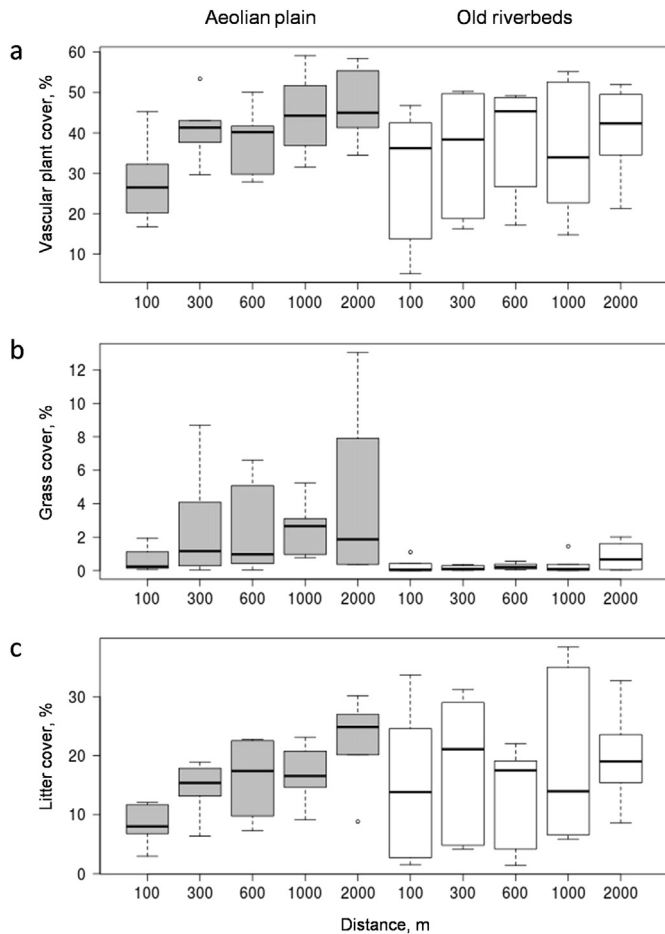 Aeolian plain Old riverbeds
a
Vascular plant cover, %
60
50
40
30
20
10
100 300 600 1000 2000 100 300 600 1000 2000
b
Grass cover, %
12
10
8
6
4
2
0
100 300 600 1000 2000 100 300 600 1000 2000
c
Litter cover, %
30
20
10
0
100 300 600 1000 2000 100 300 600 1000 2000
Distance, m